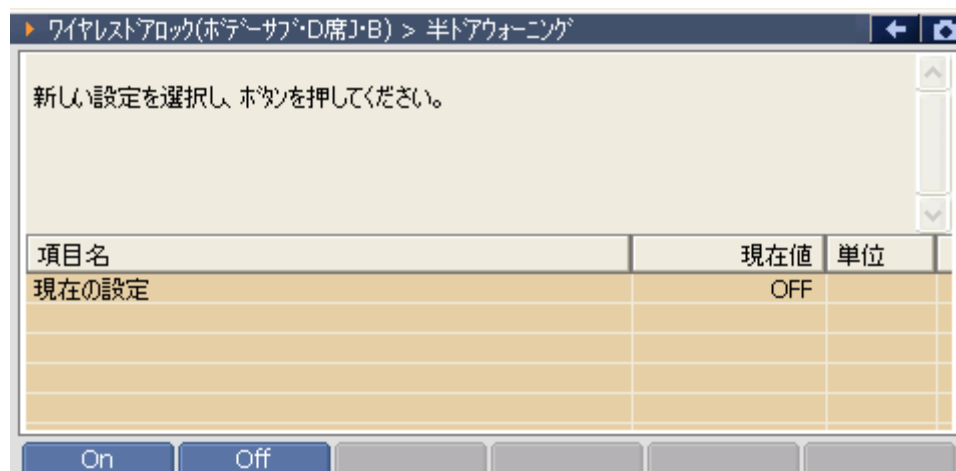 ワイヤレスドアロック(ボデーサブ・D席J・B) > 半ドアウォーニング
新しい設定を選択し、ボタンを押してください。
項目名 現在値 単位
現在の設定 OFF
On Off